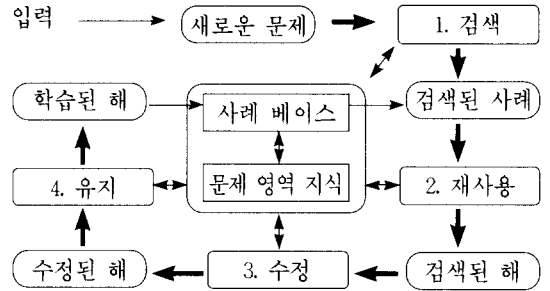 입력
새로운 문제
1. 검색
학습된 해
사례 베이스
검색된 사례
4. 유지
문제 영역 지식
2. 재사용
수정된 해
3. 수정
검색된 해